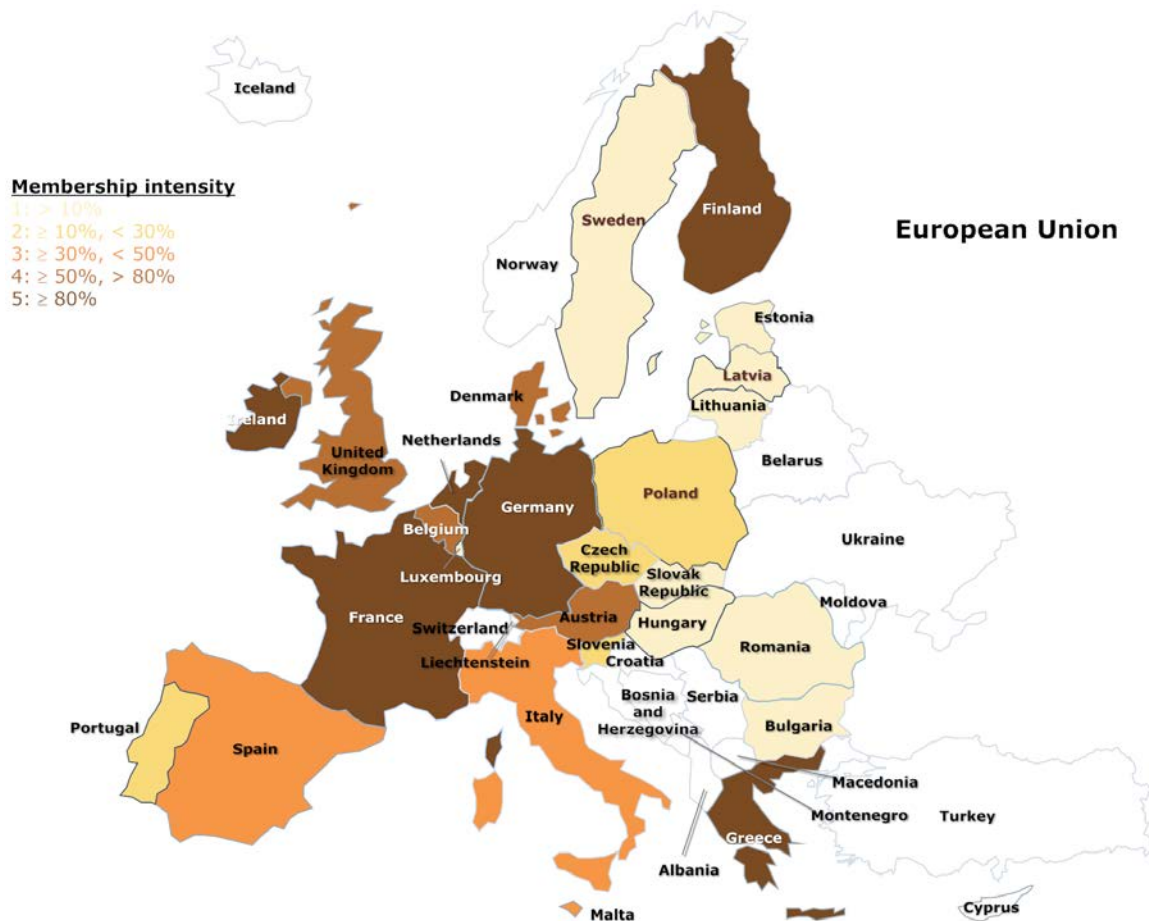 Iceland
Membership intensity
1: > 10%
2: ≥ 10%, < 30%
3: ≥ 30%, < 50%
4: ≥ 50%, > 80%
5: ≥ 80%
European Union
Finland
Sweden
Norway
Estonia
Latvia
Lithuania
Denmark
Ireland
Netherlands
United
Kingdom
Belarus
Poland
Germany
Belgium
Ukraine
Czech
Republic
Luxembourg
Slovak
Republic
Moldova
France
Austria
Switzerland
Hungary
Slovenia
Croatia
Romania
Liechtenstein
Bosnia
and
Herzegovina
Serbia
Italy
Portugal
Bulgaria
Spain
Macedonia
Montenegro
Turkey
Greece
Albania
Cyprus
Malta